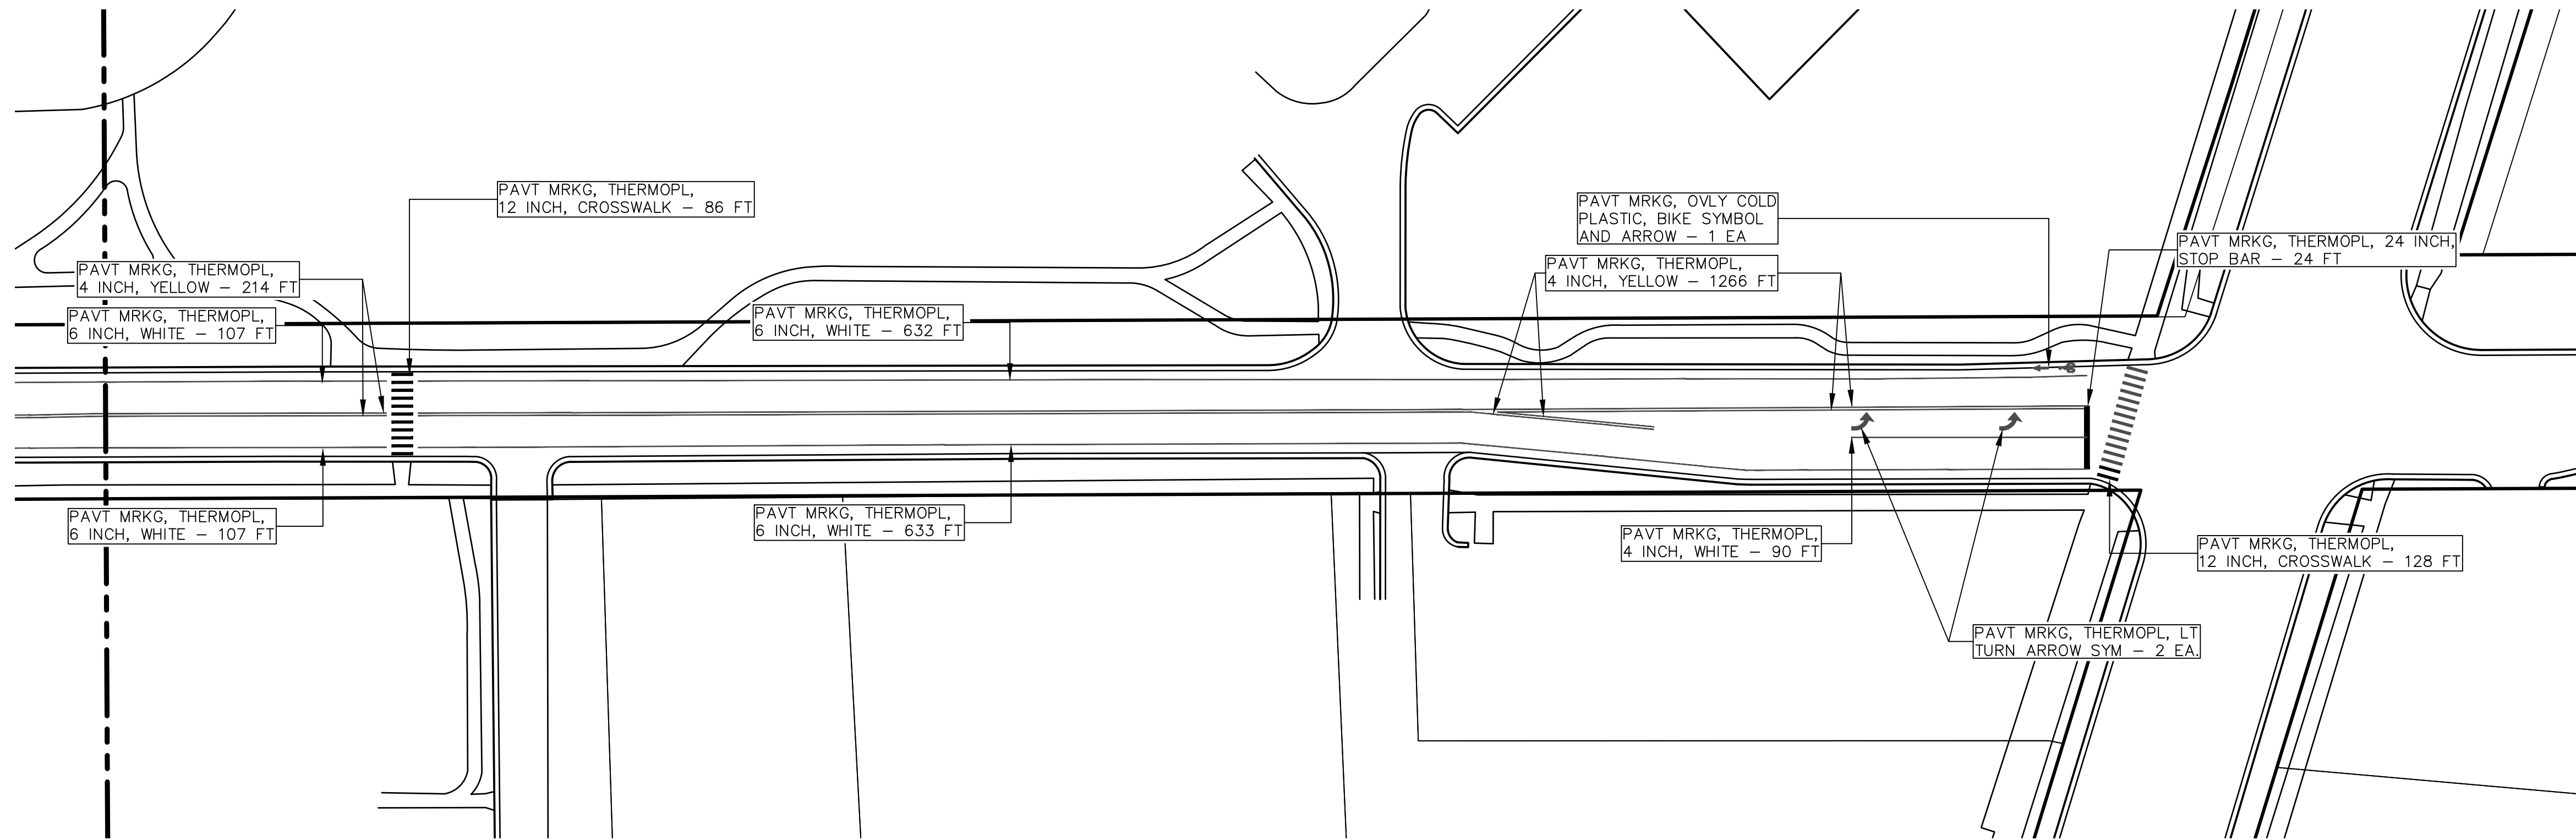 PAVT MRKG, THERMOPL,
12 INCH, CROSSWALK – 86 FT
PAVT MRKG, OVLY COLD
PLASTIC, BIKE SYMBOL
AND ARROW – 1 EA
PAVT MRKG, THERMOPL, 24 INCH,
STOP BAR – 24 FT
PAVT MRKG, THERMOPL,
4 INCH, YELLOW – 214 FT
PAVT MRKG, THERMOPL,
4 INCH, YELLOW – 1266 FT
PAVT MRKG, THERMOPL,
6 INCH, WHITE – 107 FT
PAVT MRKG, THERMOPL,
6 INCH, WHITE – 632 FT
PAVT MRKG, THERMOPL,
6 INCH, WHITE – 107 FT
PAVT MRKG, THERMOPL,
6 INCH, WHITE – 633 FT
PAVT MRKG, THERMOPL,
4 INCH, WHITE – 90 FT
PAVT MRKG, THERMOPL,
12 INCH, CROSSWALK – 128 FT
PAVT MRKG, THERMOPL, LT
TURN ARROW SYM – 2 EA.